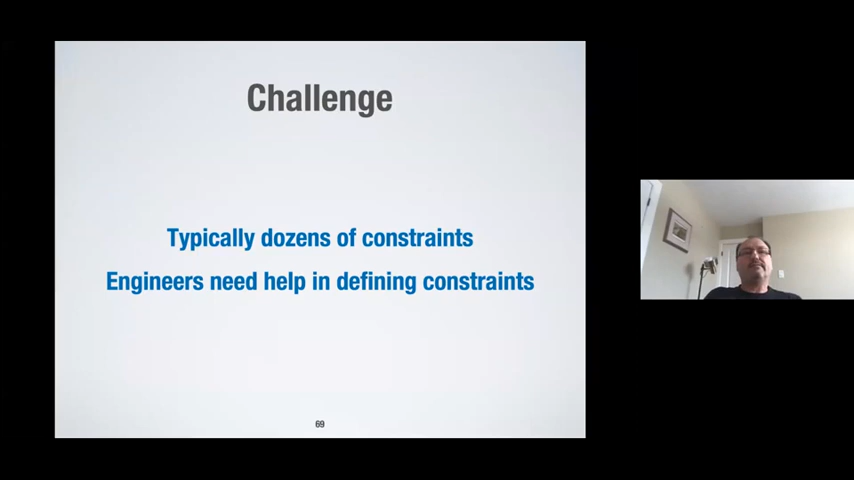 Challenge
Typically dozens of constraints
Engineers need help in defining constraints
69